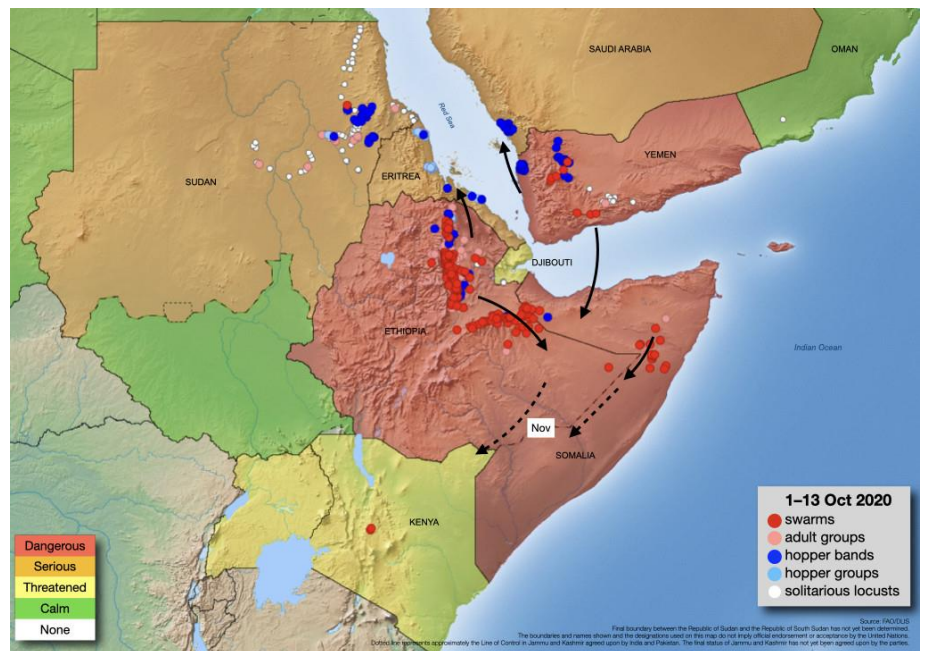 SAUDI ARABIA
OMAN
Red Sea
YEMEN
SUDAN
ERITREA
DJIBOUTI
ETHIOPIA
Indian Ocean
Nov
SOMALIA
KENYA
1–13 Oct 2020
swarms
adult groups
hopper bands
hopper groups
solitarious locusts
Dangerous
Serious
Threatened
Calm
None
Source: FAO/DLIS
Final boundary between the Republic of Sudan and the Republic of South Sudan has not yet been determined.
The boundaries and names shown and the designations used on this map do not imply official endorsement or acceptance by the United Nations.
Dotted line represents approximately the Line of Control in Jammu and Kashmir agreed upon by India and Pakistan. The final status of Jammu and Kashmir has not yet been agreed upon by the parties.